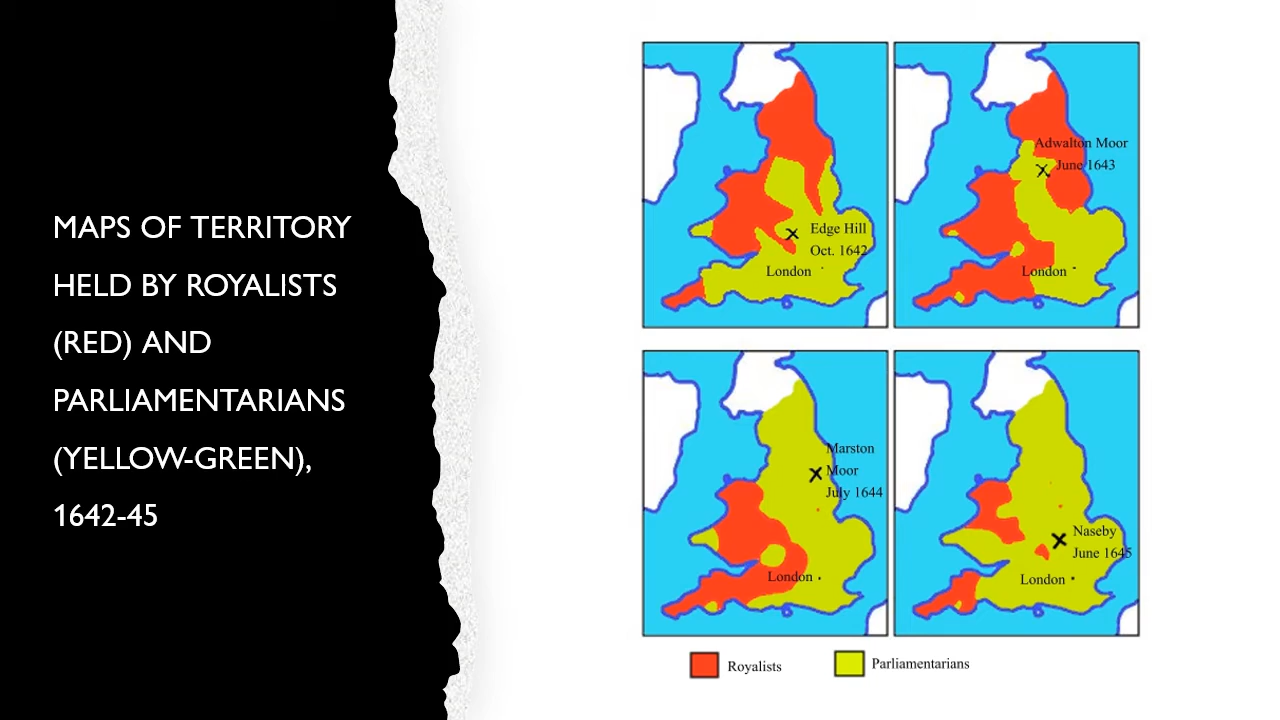 MAPS OF TERRITORY
HELD BY ROYALISTS
(RED) AND
PARLIAMENTARIANS
(YELLOW-GREEN),
1642-45
Edge Hill
Oct. 1642
London
Adwalton Moor
June 1643
London
Marston
Moor
July 1644
London
Naseby
June 1645
London
Royalists
Parliamentarians